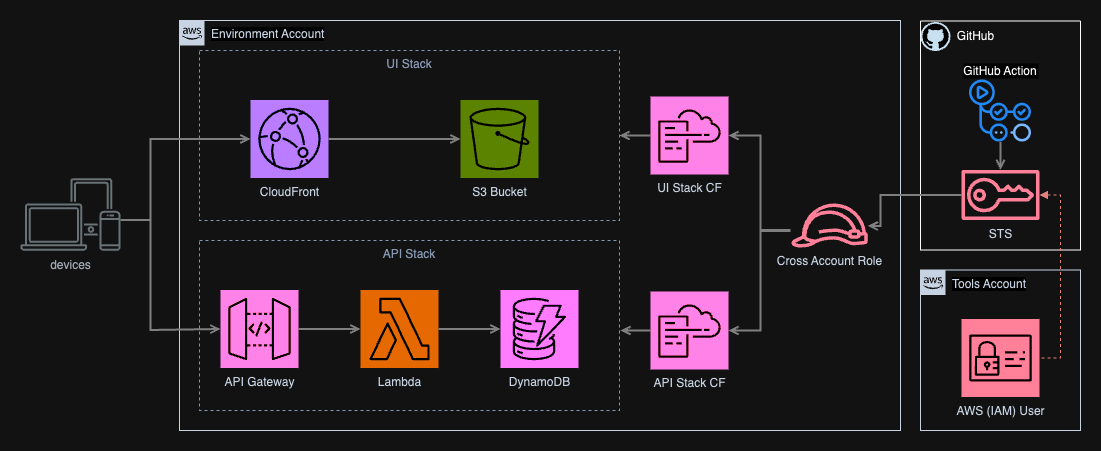 aws
Environment Account
UI Stack
CloudFront
S3 Bucket
UI Stack CF
API Stack
API Gateway
Lambda
DynamoDB
API Stack CF
devices
Cross Account Role
GitHub
GitHub Action
STS
aws
Tools Account
AWS (IAM) User